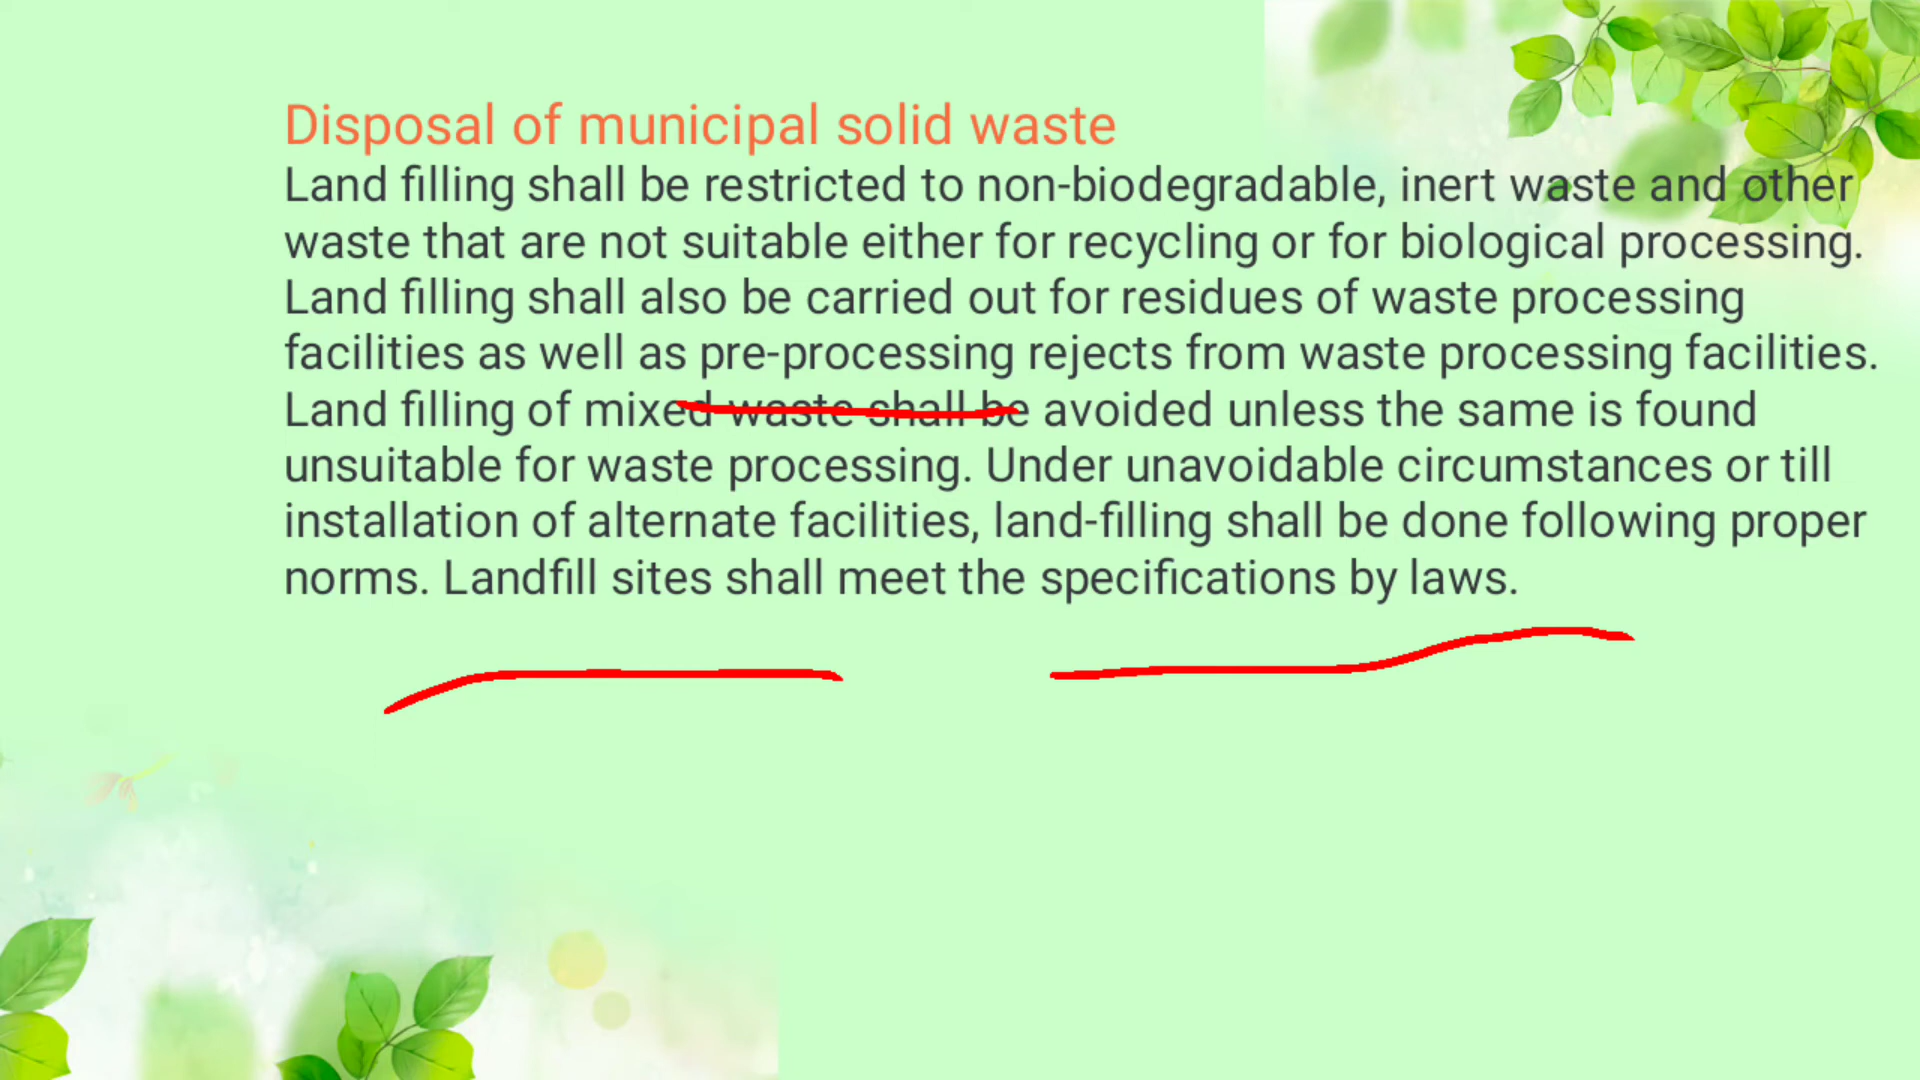 Disposal of municipal solid waste
Land filling shall be restricted to non-biodegradable, inert waste and other
waste that are not suitable either for recycling or for biological processing.
Land filling shall also be carried out for residues of waste processing
facilities as well as pre-processing rejects from waste processing facilities.
Land filling of mixed waste shall be avoided unless the same is found
unsuitable for waste processing. Under unavoidable circumstances or till
installation of alternate facilities, land-filling shall be done following proper
norms. Landfill sites shall meet the specifications by laws.